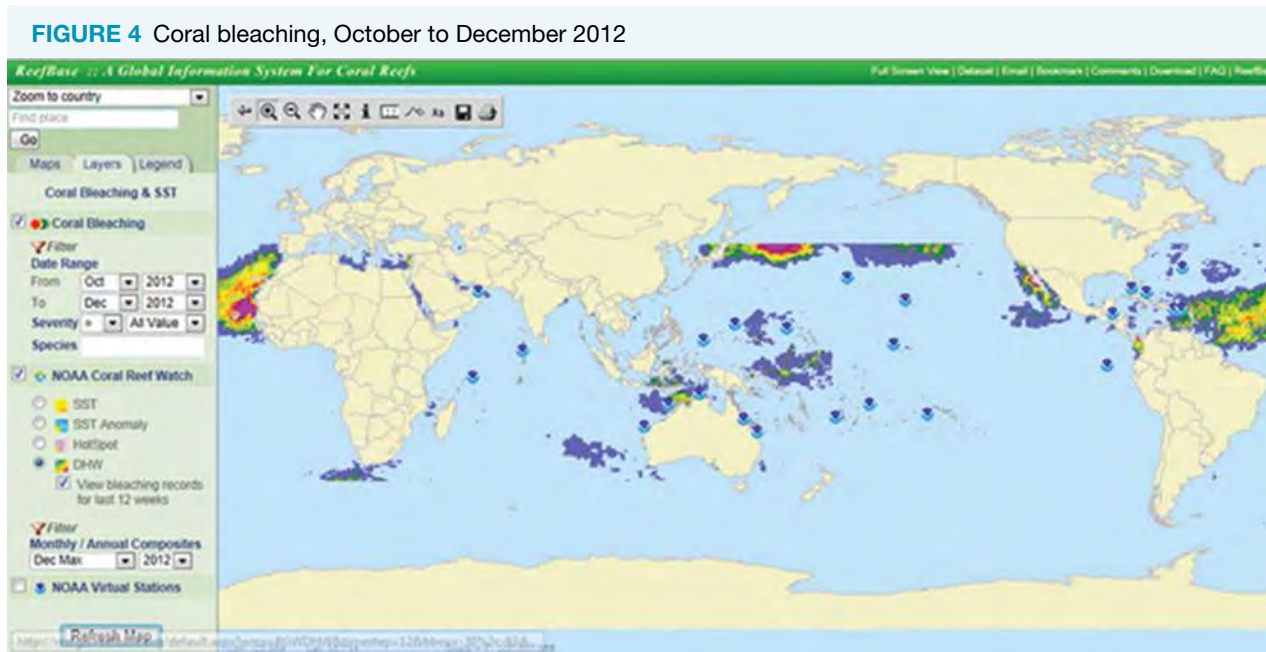 FIGURE 4 Coral bleaching, October to December 2012
ReefBase :: A Global Information System For Coral Reefs
Full Screen View | Dataset | Email | Bookmark | Comments | Download | FAQ |
Zoom to country
Find place
Go
Maps Layers Legend
Coral Bleaching & SST
Coral Bleaching
Filter
Date Range
From Oct 2012
To Dec 2012
Severity = All Value
Species
NOAA Coral Reef Watch
SST
SST Anomaly
HotSpot
DHW
View bleaching records
for last 12 weeks
Filter
Monthly / Annual Composites
Dec Max 2012
NOAA Virtual Stations
Refresh Map